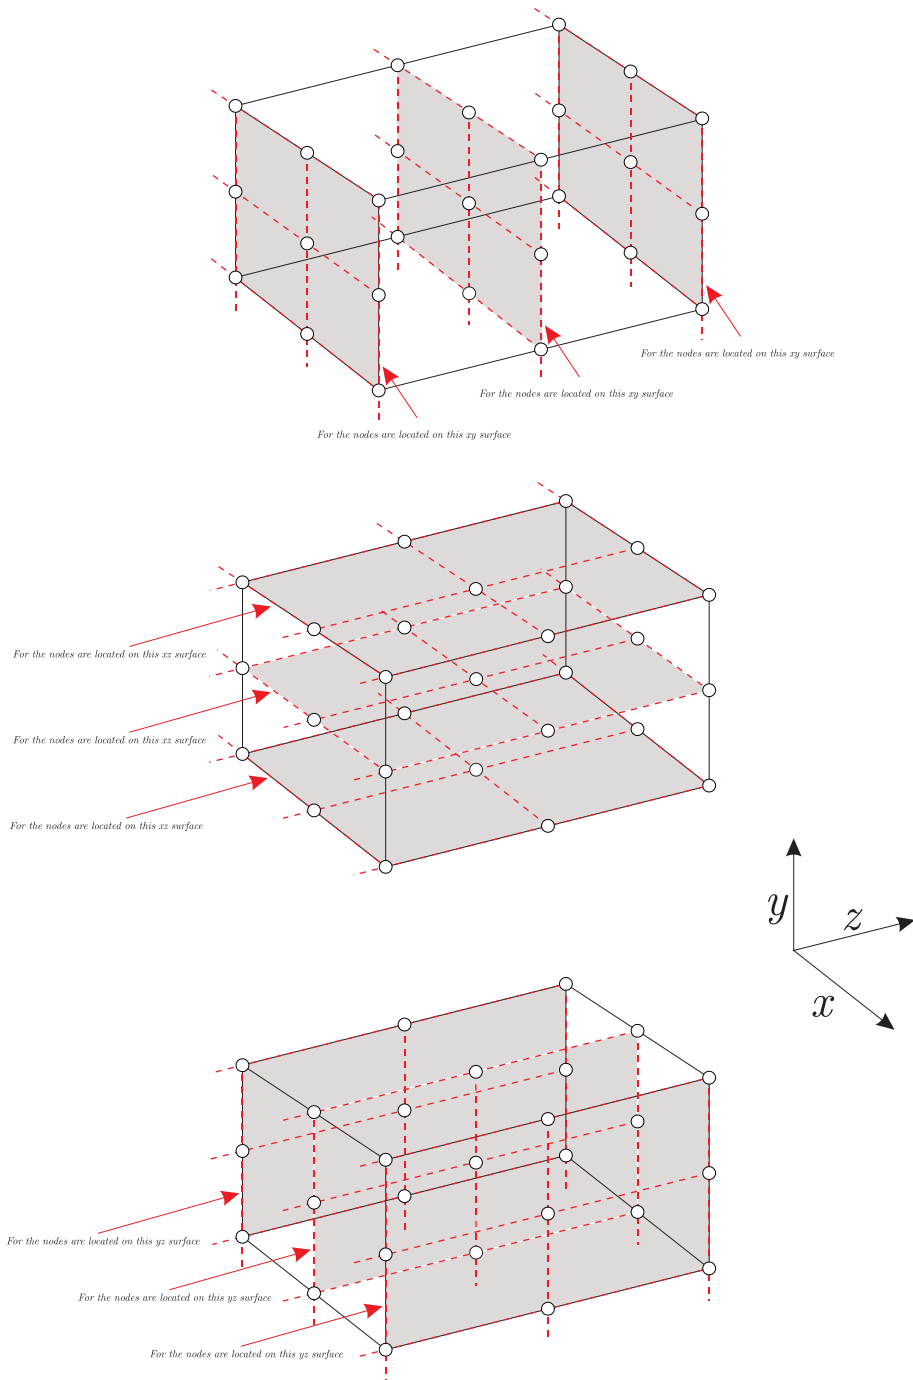 For the nodes are located on this xy surface
For the nodes are located on this xy surface
For the nodes are located on this xy surface
For the nodes are located on this xz surface
For the nodes are located on this xz surface
For the nodes are located on this xz surface
y
z
x
For the nodes are located on this yz surface
For the nodes are located on this yz surface
For the nodes are located on this yz surface